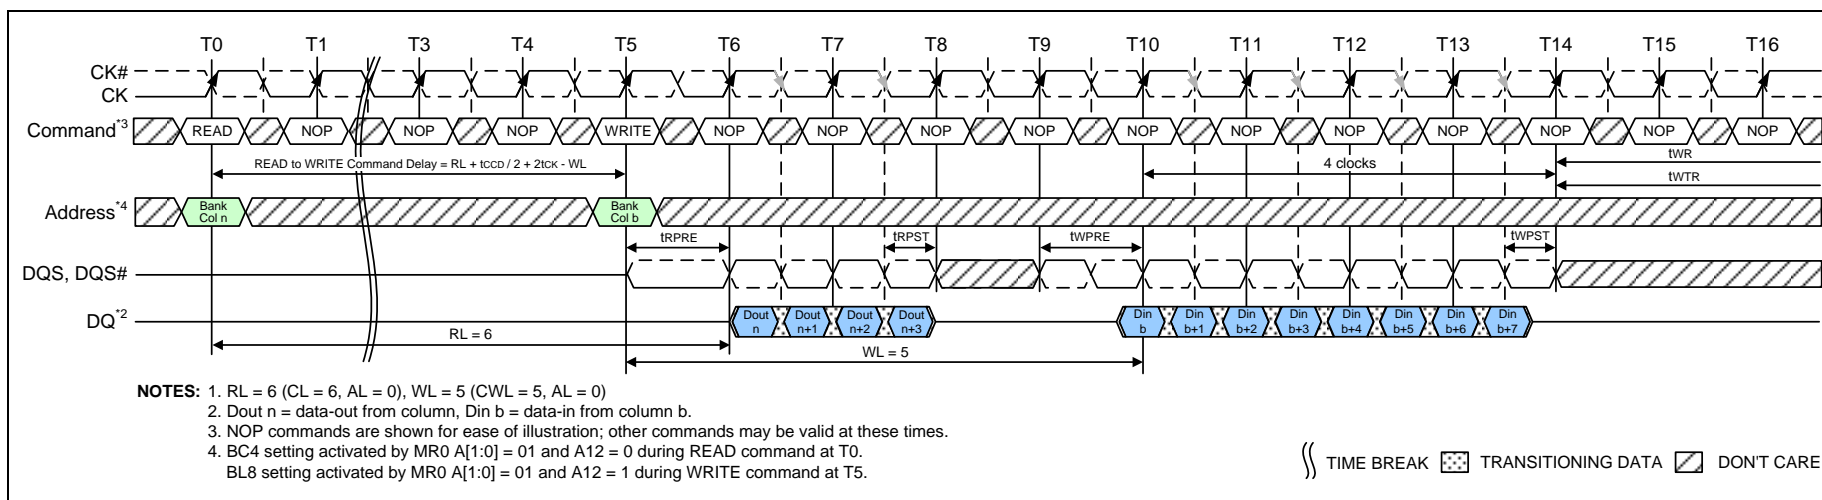 T0 T1 T3 T4 T5 T6 T7 T8 T9 T10 T11 T12 T13 T14 T15 T16
CK#
CK
Command*3 READ NOP NOP NOP WRITE NOP NOP NOP NOP NOP NOP NOP NOP NOP NOP NOP
READ to WRITE Command Delay = RL + tCCD / 2 + 2tCK - WL 4 clocks tWR
tWTR
Address*4 Bank Col n Bank Col b
tRPRE tRPST tWPRE tWPST
DQS, DQS#
DQ*2 Dout n Dout n+1 Dout n+2 Dout n+3 Din b Din b+1 Din b+2 Din b+3 Din b+4 Din b+5 Din b+6 Din b+7
RL = 6
WL = 5
NOTES: 1. RL = 6 (CL = 6, AL = 0), WL = 5 (CWL = 5, AL = 0)
2. Dout n = data-out from column, Din b = data-in from column b.
3. NOP commands are shown for ease of illustration; other commands may be valid at these times.
4. BC4 setting activated by MR0 A[1:0] = 01 and A12 = 0 during READ command at T0.
BL8 setting activated by MR0 A[1:0] = 01 and A12 = 1 during WRITE command at T5.
TIME BREAK TRANSITIONING DATA DON'T CARE